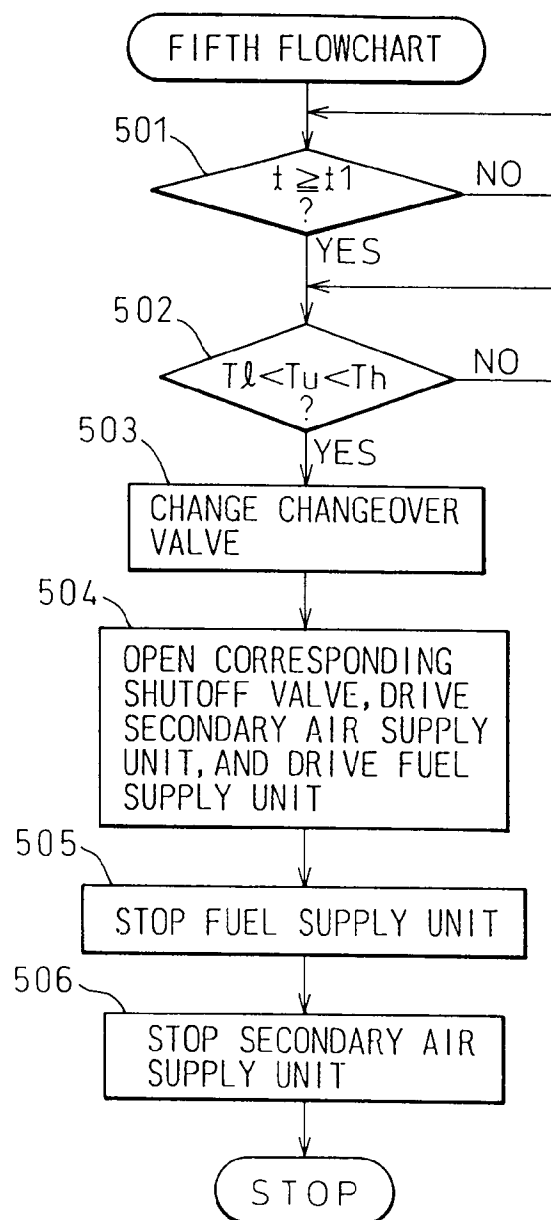 FIFTH FLOWCHART
501
t ≧ t1
?
NO
YES
502
Tℓ<Tu<Th
?
NO
YES
503
CHANGE CHANGEOVER
VALVE
504
OPEN CORRESPONDING
SHUTOFF VALVE, DRIVE
SECONDARY AIR SUPPLY
UNIT, AND DRIVE FUEL
SUPPLY UNIT
505
STOP FUEL SUPPLY UNIT
506
STOP SECONDARY AIR
SUPPLY UNIT
STOP